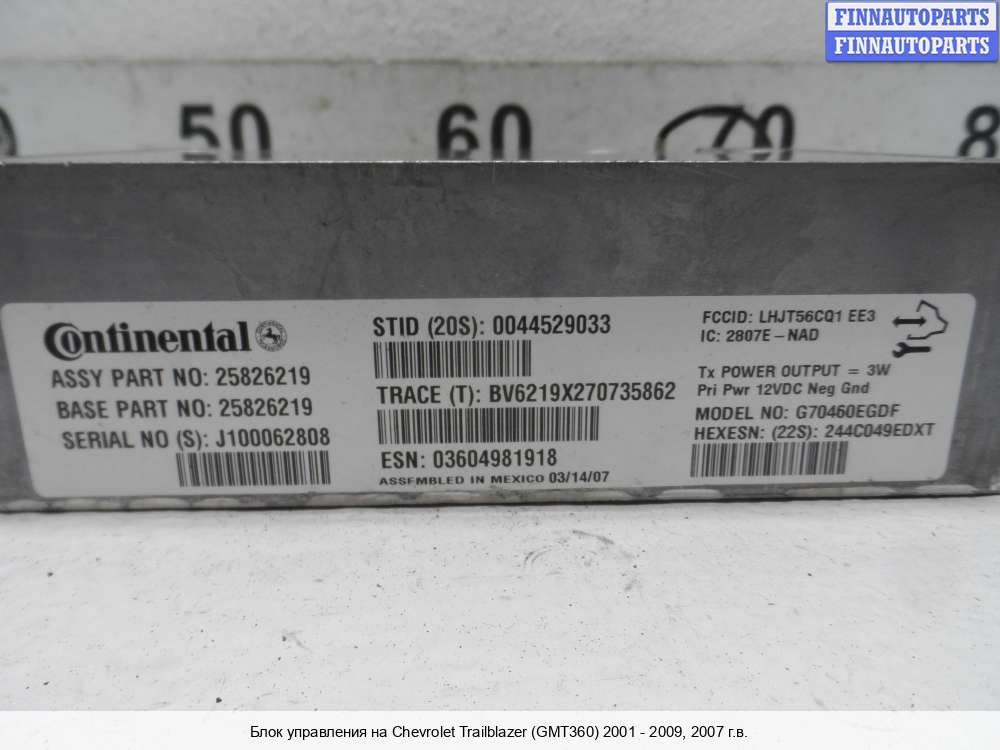 FINNAUTOPARTS
FINNAUTOPARTS
50
60
70
8
Continental
ASSY PART NO: 25826219
BASE PART NO: 25826219
SERIAL NO (S): J100062808
STID (20S): 0044529033
TRACE (T): BV6219X270735862
ESN: 03604981918
ASSEMBLED IN MEXICO 03/14/07
FCCID: LHJT56CQ1 EE3
IC: 2807E-NAD
Tx POWER OUTPUT = 3W
Pri Pwr 12VDC Neg Gnd
MODEL NO: G70460EGDF
HEXESN: (22S): 244C049EDXT
Блок управления на Chevrolet Trailblazer (GMT360) 2001 - 2009, 2007 г.в.